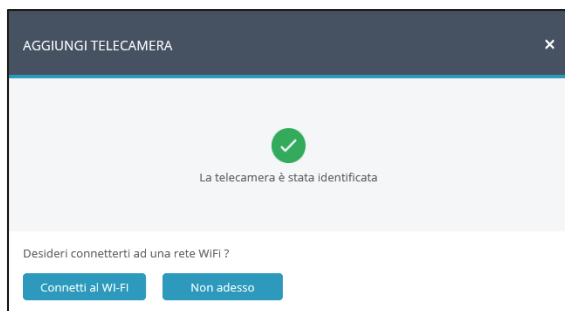 AGGIUNGI TELECAMERA ×
La telecamera è stata identificata
Desideri connetterti ad una rete WiFi ?
Connetti al WI-FI Non adesso